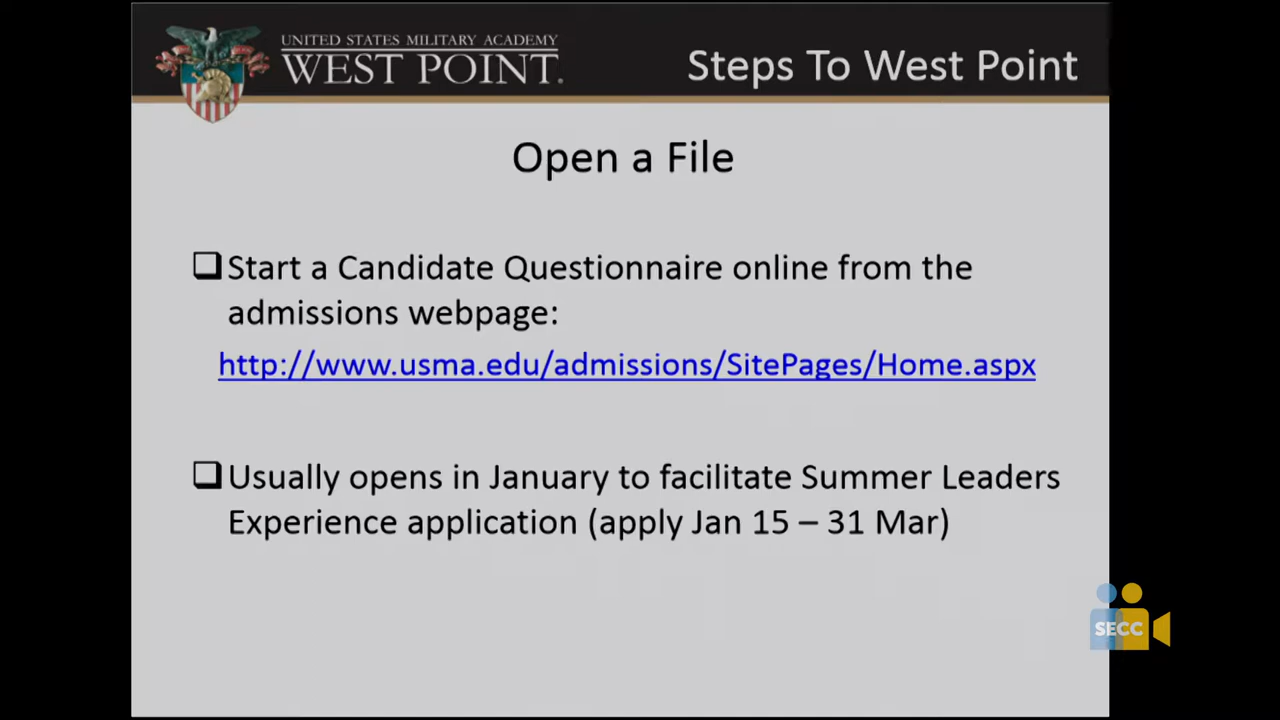 UNITED STATES MILITARY ACADEMY
WEST POINT.
Steps To West Point
Open a File
Start a Candidate Questionnaire online from the
admissions webpage:
http://www.usma.edu/admissions/SitePages/Home.aspx
Usually opens in January to facilitate Summer Leaders
Experience application (apply Jan 15 – 31 Mar)
SECC